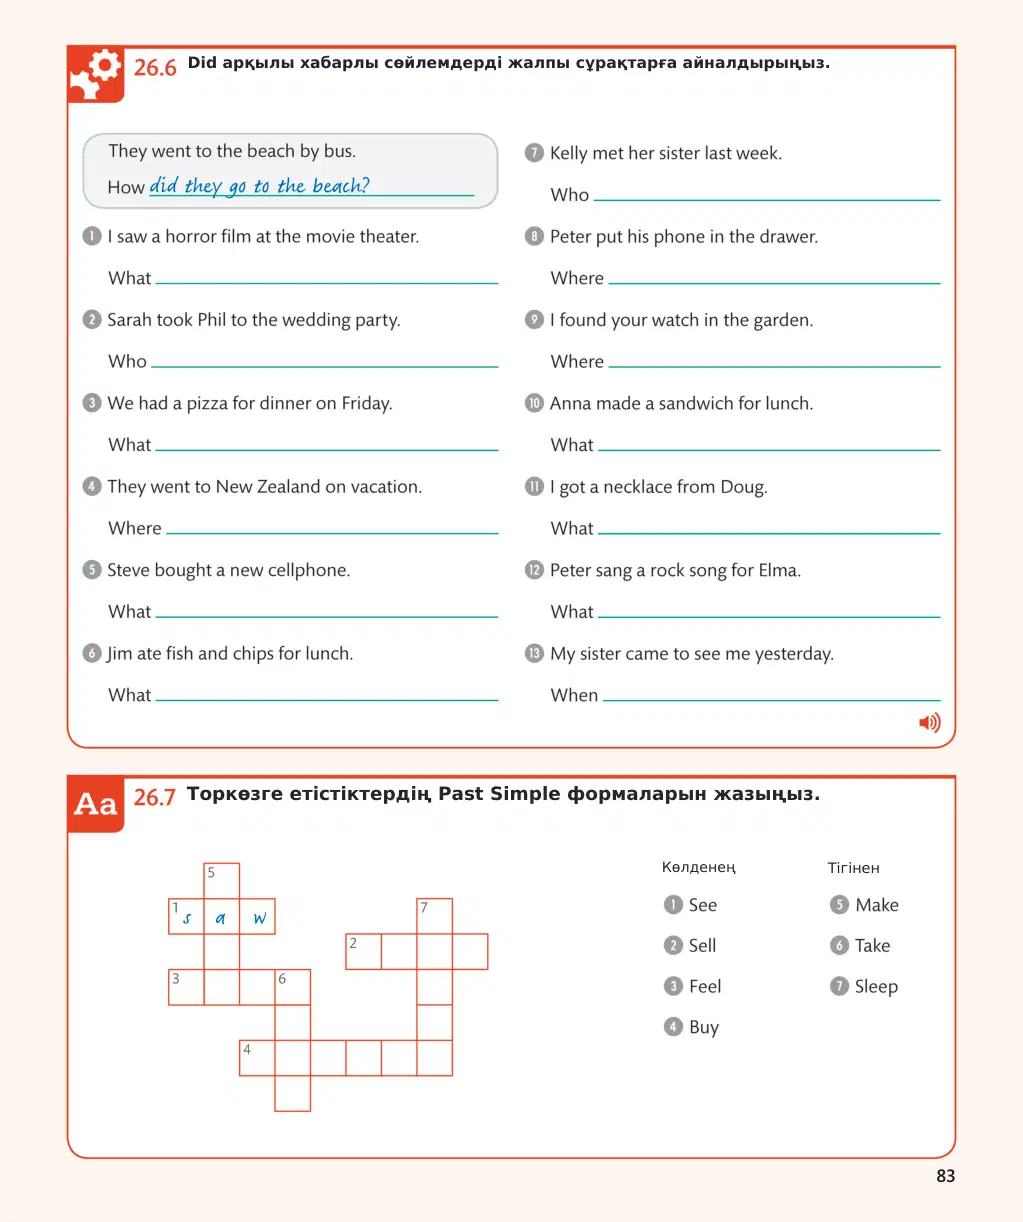 26.6 Did арқылы хабарлы сөйлемдерді жалпы сұрақтарға айналдырыңыз.
They went to the beach by bus.
How did they go to the beach?
1 I saw a horror film at the movie theater.
What
2 Sarah took Phil to the wedding party.
Who
3 We had a pizza for dinner on Friday.
What
4 They went to New Zealand on vacation.
Where
5 Steve bought a new cellphone.
What
6 Jim ate fish and chips for lunch.
What
7 Kelly met her sister last week.
Who
8 Peter put his phone in the drawer.
Where
9 I found your watch in the garden.
Where
10 Anna made a sandwich for lunch.
What
11 I got a necklace from Doug.
What
12 Peter sang a rock song for Elma.
What
13 My sister came to see me yesterday.
When
Aa 26.7 Торкөзге етістіктердің Past Simple формаларын жазыңыз.
5
1 s a w 7
2
3 6
4
Көлденең
1 See
2 Sell
3 Feel
4 Buy
Тігінен
5 Make
6 Take
7 Sleep
83